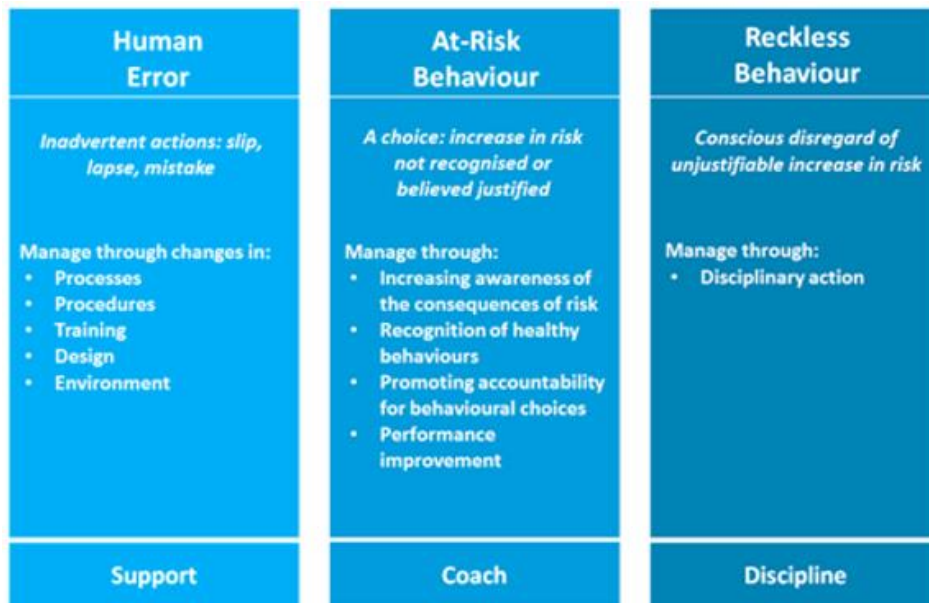 Human
Error
Inadvertent actions: slip,
lapse, mistake
Manage through changes in:
• Processes
• Procedures
• Training
• Design
• Environment
Support
At-Risk
Behaviour
A choice: increase in risk
not recognised or
believed justified
Manage through:
• Increasing awareness of
the consequences of risk
• Recognition of healthy
behaviours
• Promoting accountability
for behavioural choices
• Performance
improvement
Coach
Reckless
Behaviour
Conscious disregard of
unjustifiable increase in risk
Manage through:
• Disciplinary action
Discipline